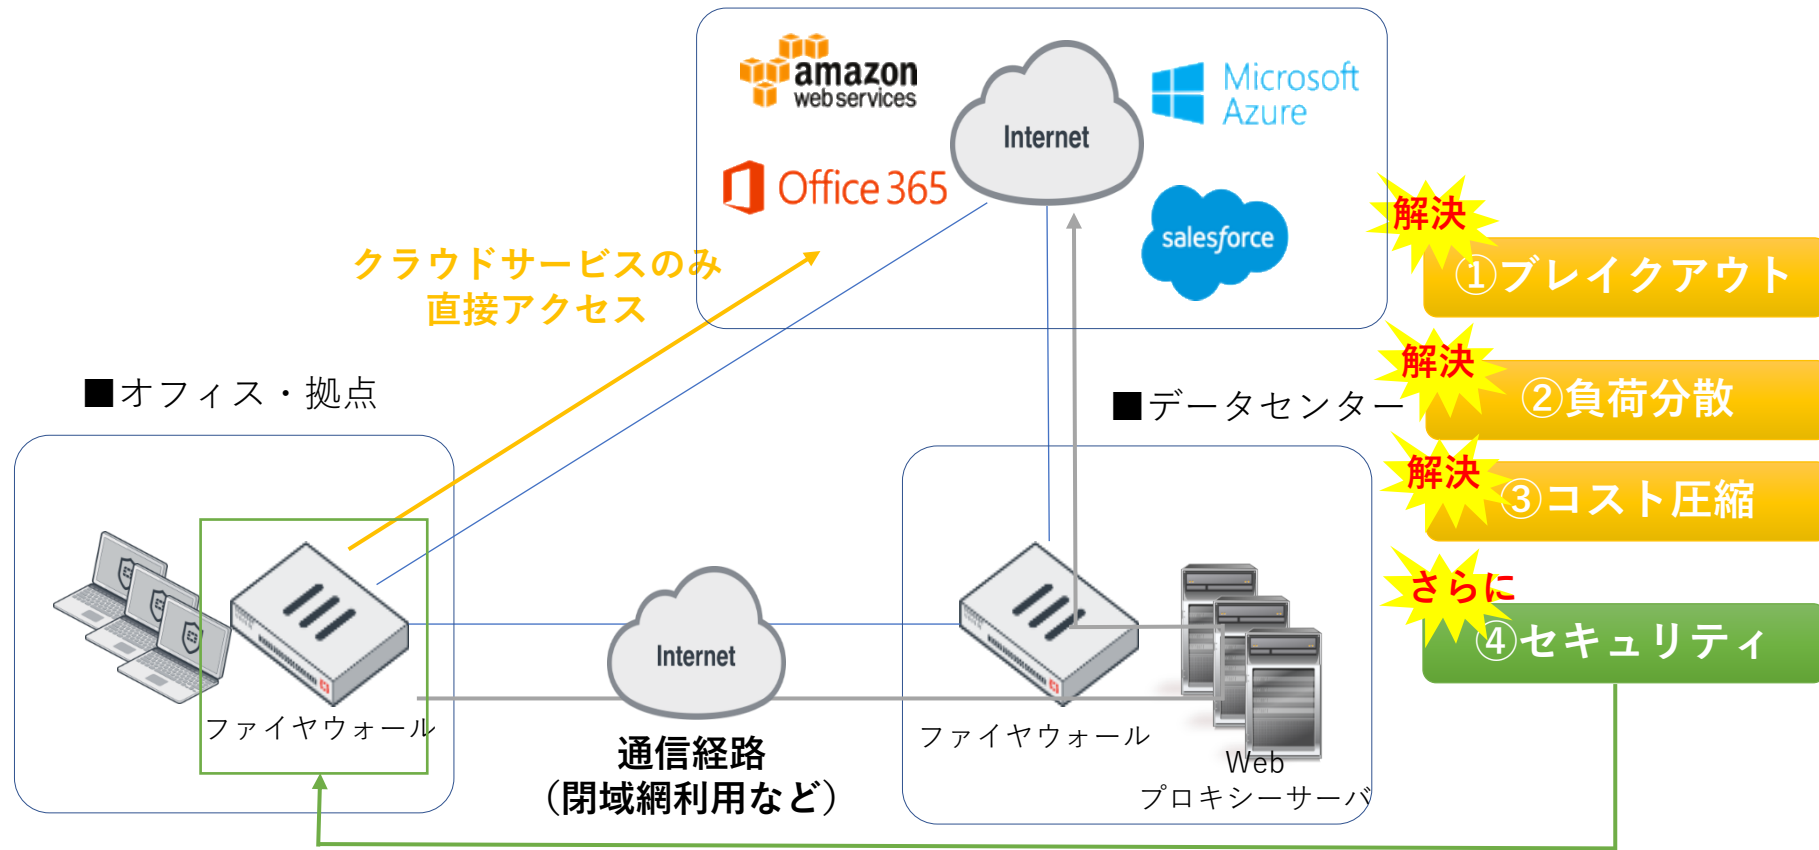 amazon
web services
Internet
Microsoft
Azure
Office 365
salesforce
クラウドサービスのみ
直接アクセス
解決
①ブレイクアウト
解決
②負荷分散
解決
③コスト圧縮
さらに
④セキュリティ
■オフィス・拠点
■データセンター
Internet
ファイヤウォール
通信経路
（閉域網利用など）
ファイヤウォール
Web
プロキシーサーバ